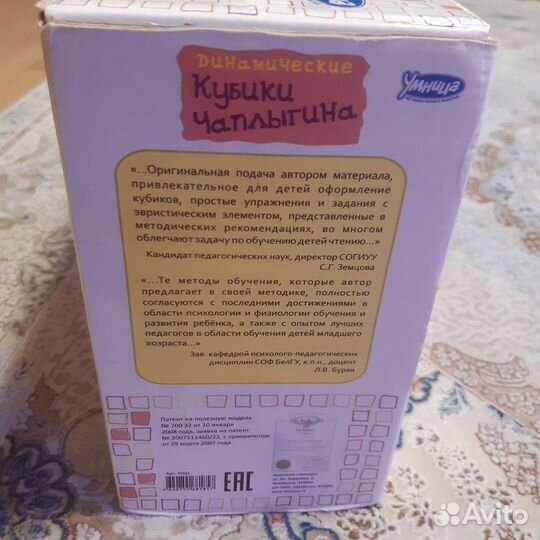 Динамические
Умница
Кубики
Чаплыгина
«...Оригинальная подача автором материала,
привлекательное для детей оформление
кубиков, простые упражнения и задания с
эвристическим элементом, представленные в
методических рекомендациях, во многом
облегчают задачу по обучению детей чтению...»
Кандидат педагогических наук, директор СОГИУУ
С.Г. Земцова
«...Те методы обучения, которые автор
предлагает в своей методике, полностью
согласуются с последними достижениями в
области психологии и физиологии обучения и
развития ребёнка, а также с опытом лучших
педагогов в области обучения детей младшего
возраста...»
Зав. кафедрой психолого-педагогических
дисциплин СОФ БелГУ, к.п.н., доцент
Л.В. Бурая
Патент на полезную модель
№ 700 32 от 10 января
2008 года, заявка на патент
№ 2007111460/22, с приоритетом
от 29 марта 2007 года.
EAC
Avito